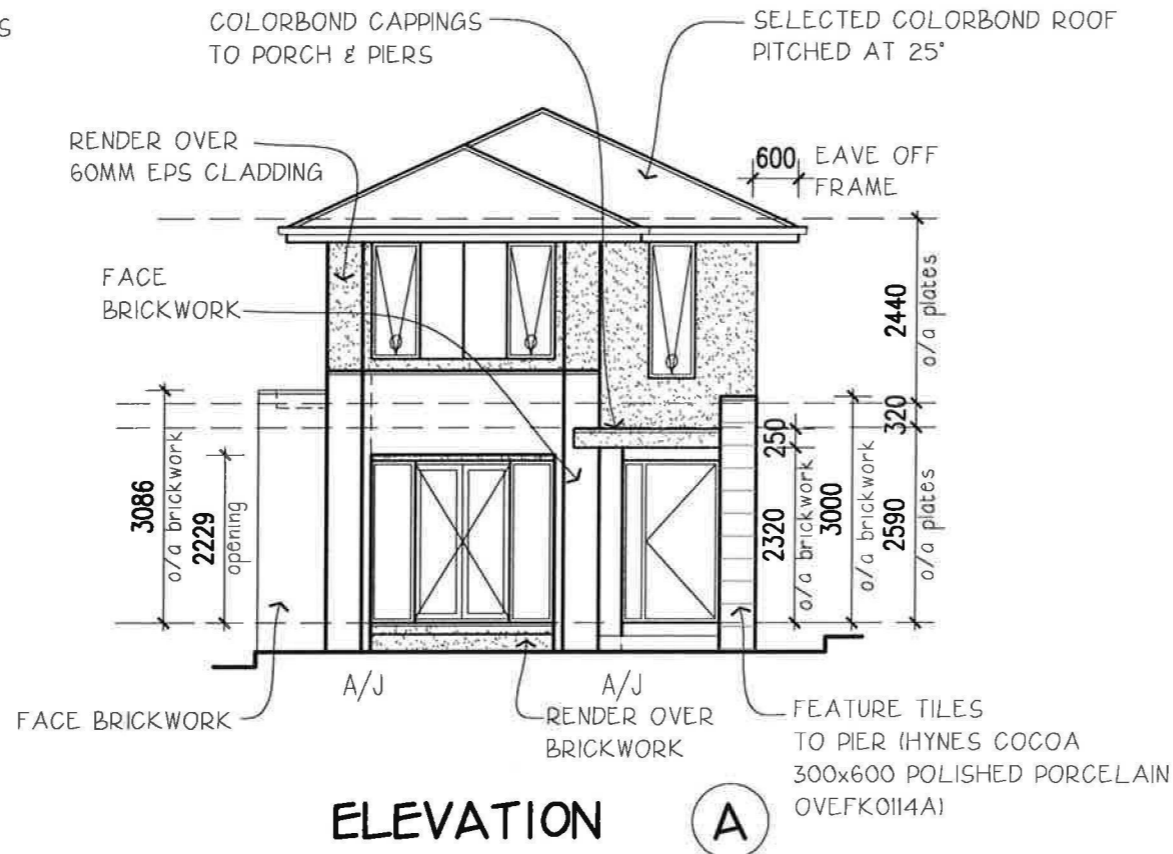 S
COLORBOND CAPPINGS
TO PORCH & PIERS
SELECTED COLORBOND ROOF
PITCHED AT 25°
RENDER OVER
60MM EPS CLADDING
600 EAVE OFF
FRAME
FACE
BRICKWORK
2440
o/a plates
320
250
3086
o/a brickwork
2229
opening
2320
o/a brickwork
3000
o/a brickwork
2590
o/a plates
A/J
A/J
FACE BRICKWORK
RENDER OVER
BRICKWORK
FEATURE TILES
TO PIER (HYNES COCOA
300x600 POLISHED PORCELAIN
OVEFK0114A)
ELEVATION A